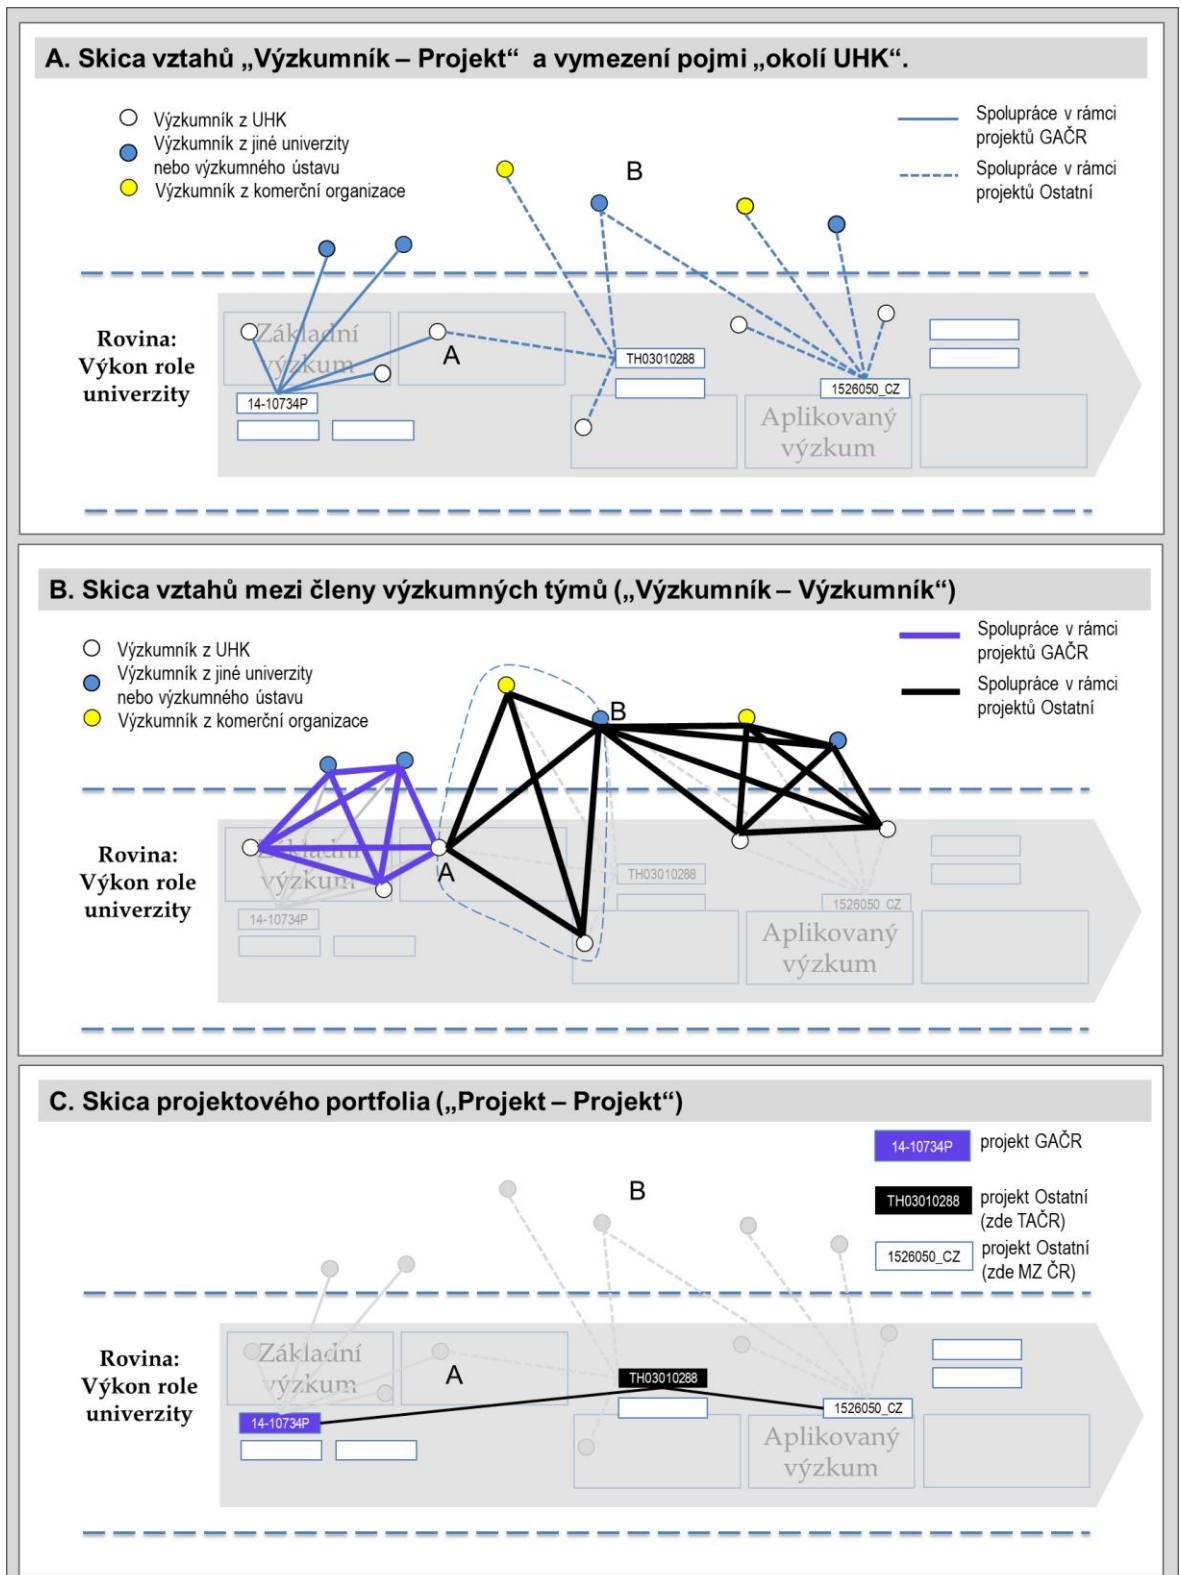 A. Skica vztahů „Výzkumník – Projekt“ a vymezení pojmi „okolí UHK“.
Výzkumník z UHK
Výzkumník z jiné univerzity
nebo výzkumného ústavu
Výzkumník z komerční organizace
B
Spolupráce v rámci
projektů GAČR
Spolupráce v rámci
projektů Ostatní
Rovina:
Výkon role
univerzity
Základní
výzkum
A
14-10734P
TH03010288
1526050_CZ
Aplikovaný
výzkum
B. Skica vztahů mezi členy výzkumných týmů („Výzkumník – Výzkumník“)
Výzkumník z UHK
Výzkumník z jiné univerzity
nebo výzkumného ústavu
Výzkumník z komerční organizace
B
Spolupráce v rámci
projektů GAČR
Spolupráce v rámci
projektů Ostatní
Rovina:
Výkon role
univerzity
Základní
výzkum
A
14-10734P
TH03010288
1526050_CZ
Aplikovaný
výzkum
C. Skica projektového portfolia („Projekt – Projekt“)
14-10734P
projekt GAČR
B
TH03010288
projekt Ostatní
(zde TAČR)
1526050_CZ
projekt Ostatní
(zde MZ ČR)
Rovina:
Výkon role
univerzity
Základní
výzkum
A
14-10734P
TH03010288
1526050_CZ
Aplikovaný
výzkum